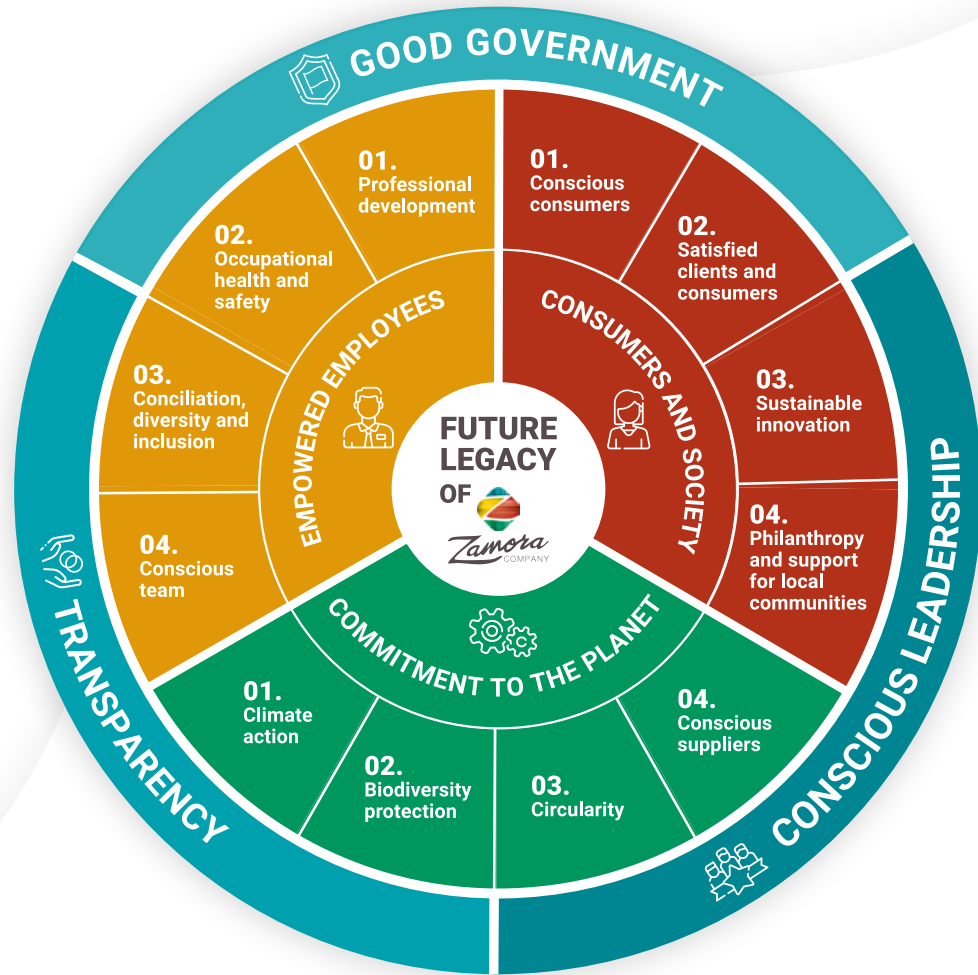 GOOD GOVERNMENT
01.
Professional
development
02.
Occupational
health and
safety
03.
Conciliation,
diversity and
inclusion
04.
Conscious
team
EMPOWERED EMPLOYEES
01.
Conscious
consumers
02.
Satisfied
clients and
consumers
03.
Sustainable
innovation
04.
Philanthropy
and support
for local
communities
CONSUMERS AND SOCIETY
FUTURE
LEGACY
OF
Zamora
COMPANY
COMMITMENT TO THE PLANET
01.
Climate
action
02.
Biodiversity
protection
03.
Circularity
04.
Conscious
suppliers
TRANSPARENCY
CONSCIOUS LEADERSHIP